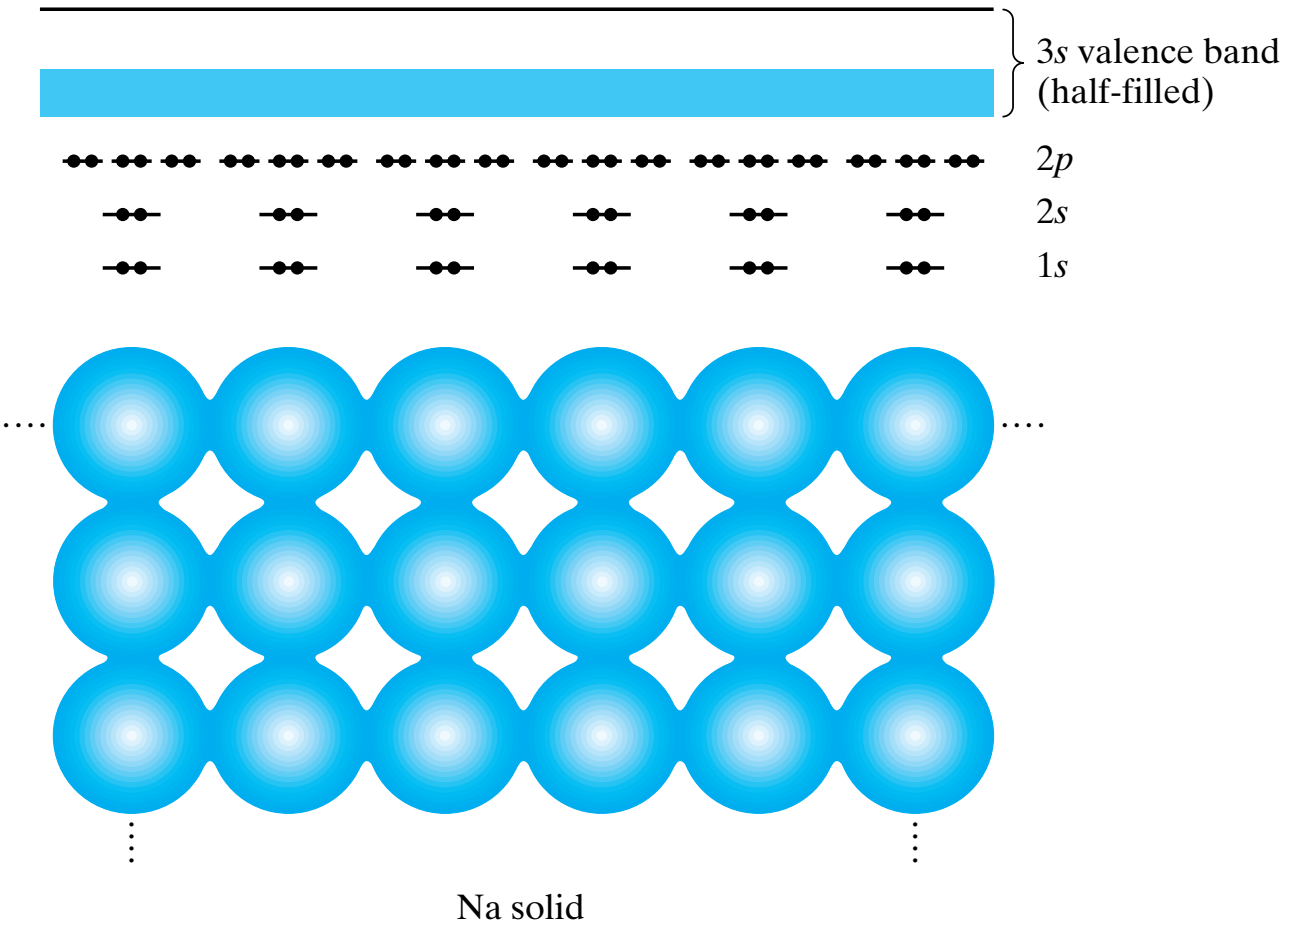 3s valence band
(half-filled)
2p
2s
1s
Na solid